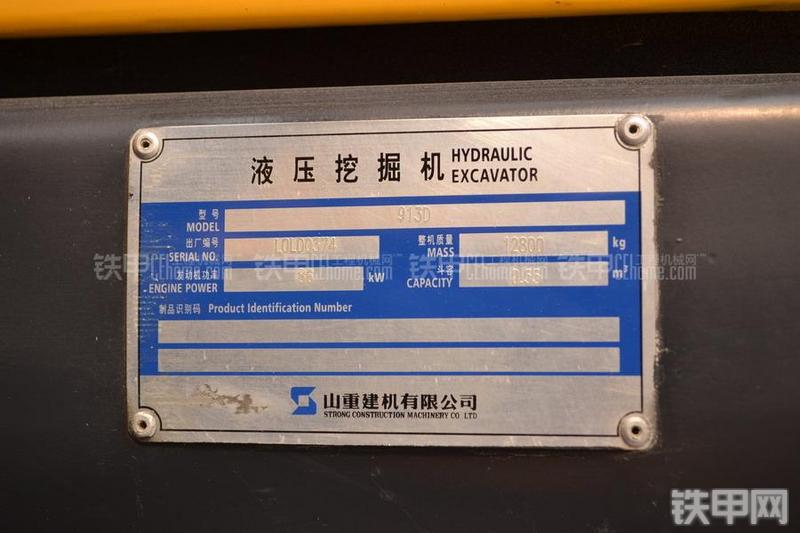 液压挖掘机 HYDRAULIC EXCAVATOR
型号 MODEL 913D
出厂编号 SERIAL NO.
整机质量 MASS 12800 kg
发动机功率 ENGINE POWER kW
斗容 CAPACITY m³
制品识别码 Product Identification Number
山重建机有限公司
STRONG CONSTRUCTION MACHINERY CO LTD
铁甲网